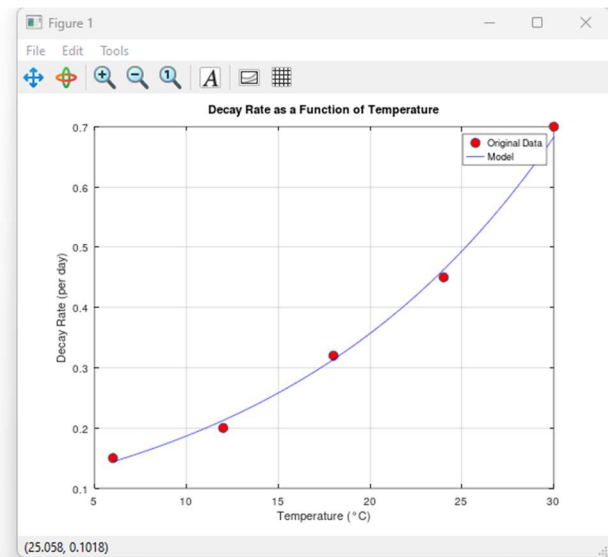 Figure 1
File Edit Tools
A
Decay Rate as a Function of Temperature
Original Data
Model
0.7
0.6
0.5
0.4
0.3
0.2
0.1
Decay Rate (per day)
5 10 15 20 25 30
Temperature (°C)
(25.058, 0.1018)